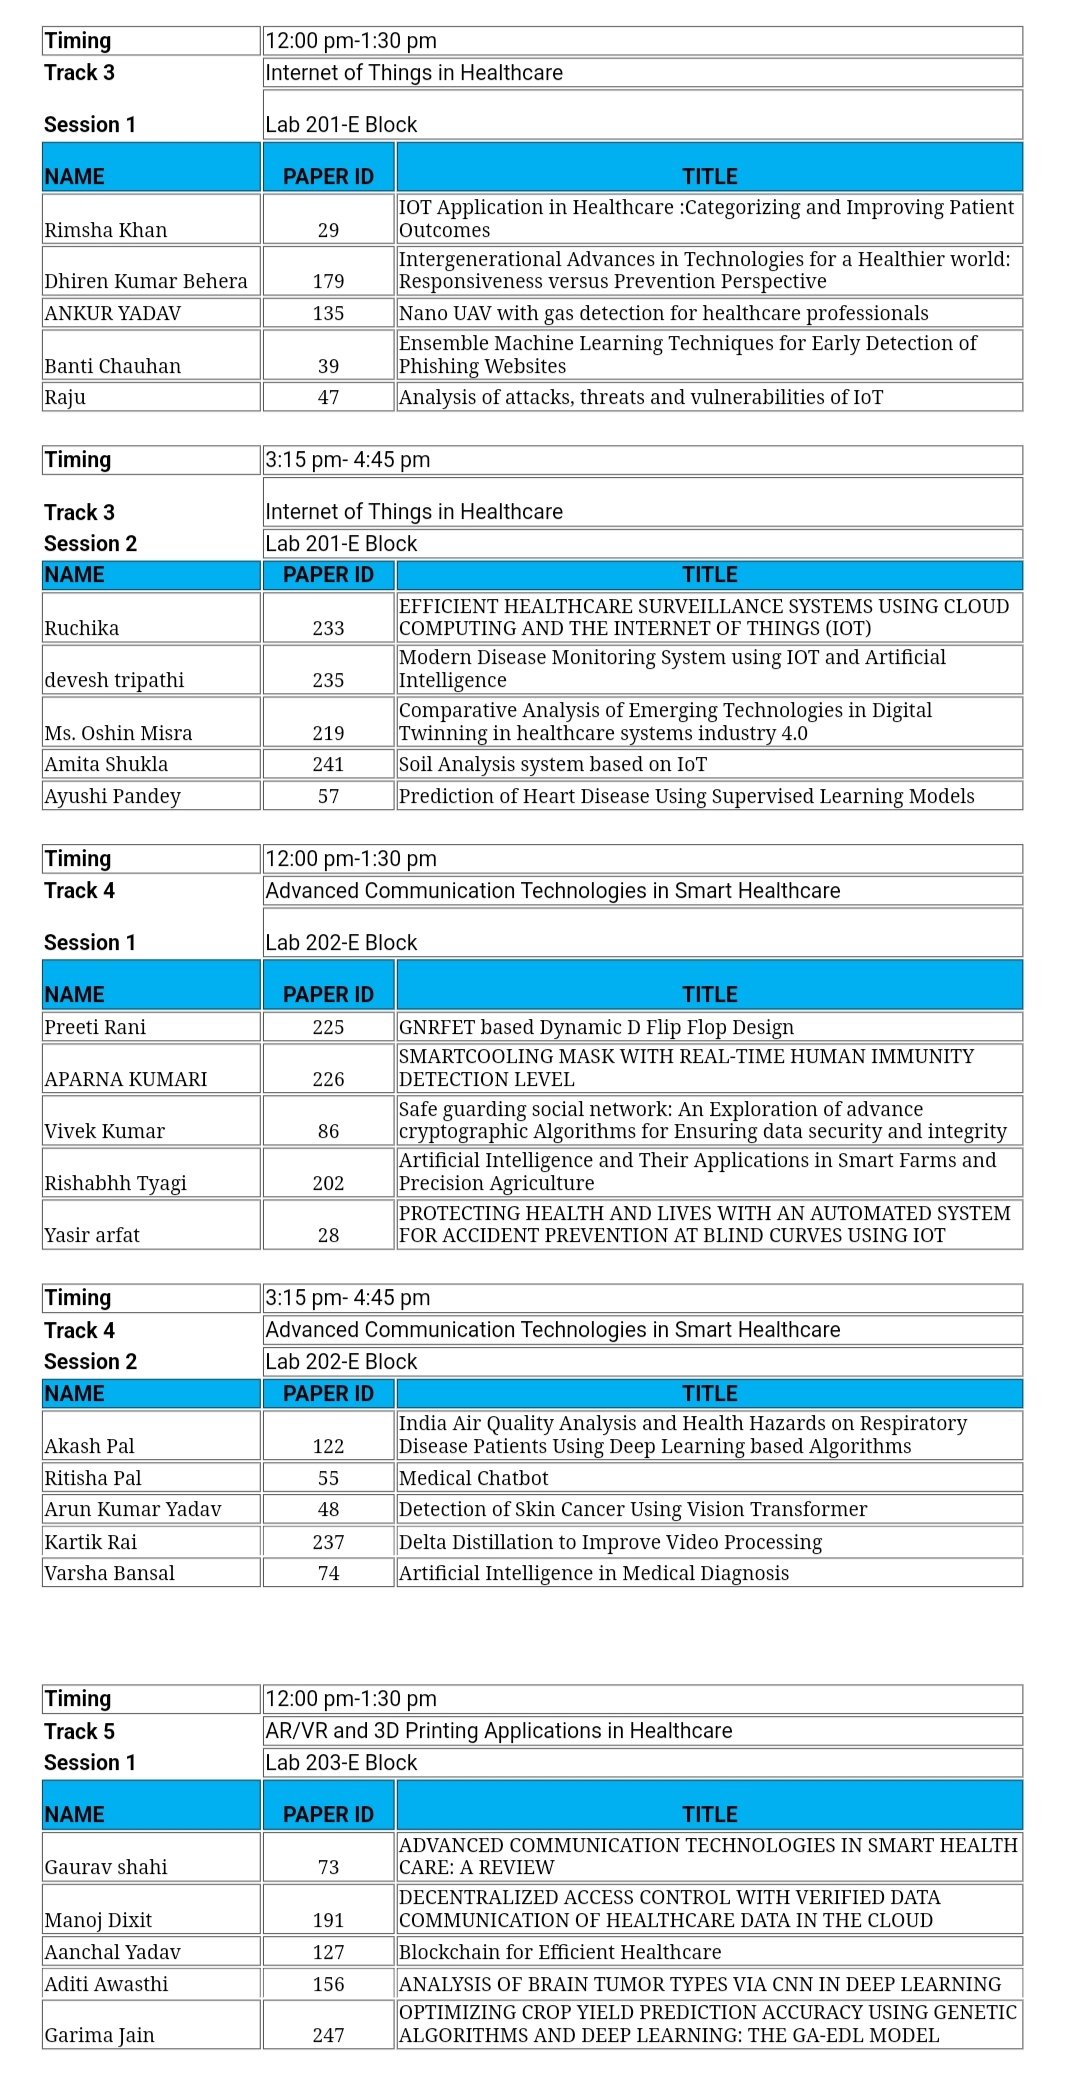 Timing 12:00 pm-1:30 pm
Track 3 Internet of Things in Healthcare
Session 1 Lab 201-E Block
NAME PAPER ID TITLE
IOT Application in Healthcare :Categorizing and Improving Patient
Rimsha Khan 29 Outcomes
Intergenerational Advances in Technologies for a Healthier world:
Dhiren Kumar Behera 179 Responsiveness versus Prevention Perspective
ANKUR YADAV 135 Nano UAV with gas detection for healthcare professionals
Ensemble Machine Learning Techniques for Early Detection of
Banti Chauhan 39 Phishing Websites
Raju 47 Analysis of attacks, threats and vulnerabilities of IoT
Timing 3:15 pm- 4:45 pm
Track 3 Internet of Things in Healthcare
Session 2 Lab 201-E Block
NAME PAPER ID TITLE
EFFICIENT HEALTHCARE SURVEILLANCE SYSTEMS USING CLOUD
Ruchika 233 COMPUTING AND THE INTERNET OF THINGS (IOT)
Modern Disease Monitoring System using IOT and Artificial
devesh tripathi 235 Intelligence
Comparative Analysis of Emerging Technologies in Digital
Ms. Oshin Misra 219 Twinning in healthcare systems industry 4.0
Amita Shukla 241 Soil Analysis system based on IoT
Ayushi Pandey 57 Prediction of Heart Disease Using Supervised Learning Models
Timing 12:00 pm-1:30 pm
Track 4 Advanced Communication Technologies in Smart Healthcare
Session 1 Lab 202-E Block
NAME PAPER ID TITLE
Preeti Rani 225 GNRFET based Dynamic D Flip Flop Design
SMARTCOOLING MASK WITH REAL-TIME HUMAN IMMUNITY
APARNA KUMARI 226 DETECTION LEVEL
Safe guarding social network: An Exploration of advance
Vivek Kumar 86 cryptographic Algorithms for Ensuring data security and integrity
Artificial Intelligence and Their Applications in Smart Farms and
Rishabhh Tyagi 202 Precision Agriculture
PROTECTING HEALTH AND LIVES WITH AN AUTOMATED SYSTEM
Yasir arfat 28 FOR ACCIDENT PREVENTION AT BLIND CURVES USING IOT
Timing 3:15 pm- 4:45 pm
Track 4 Advanced Communication Technologies in Smart Healthcare
Session 2 Lab 202-E Block
NAME PAPER ID TITLE
India Air Quality Analysis and Health Hazards on Respiratory
Akash Pal 122 Disease Patients Using Deep Learning based Algorithms
Ritisha Pal 55 Medical Chatbot
Arun Kumar Yadav 48 Detection of Skin Cancer Using Vision Transformer
Kartik Rai 237 Delta Distillation to Improve Video Processing
Varsha Bansal 74 Artificial Intelligence in Medical Diagnosis
Timing 12:00 pm-1:30 pm
Track 5 AR/VR and 3D Printing Applications in Healthcare
Session 1 Lab 203-E Block
NAME PAPER ID TITLE
ADVANCED COMMUNICATION TECHNOLOGIES IN SMART HEALTH
Gaurav shahi 73 CARE: A REVIEW
DECENTRALIZED ACCESS CONTROL WITH VERIFIED DATA
Manoj Dixit 191 COMMUNICATION OF HEALTHCARE DATA IN THE CLOUD
Aanchal Yadav 127 Blockchain for Efficient Healthcare
Aditi Awasthi 156 ANALYSIS OF BRAIN TUMOR TYPES VIA CNN IN DEEP LEARNING
OPTIMIZING CROP YIELD PREDICTION ACCURACY USING GENETIC
Garima Jain 247 ALGORITHMS AND DEEP LEARNING: THE GA-EDL MODEL